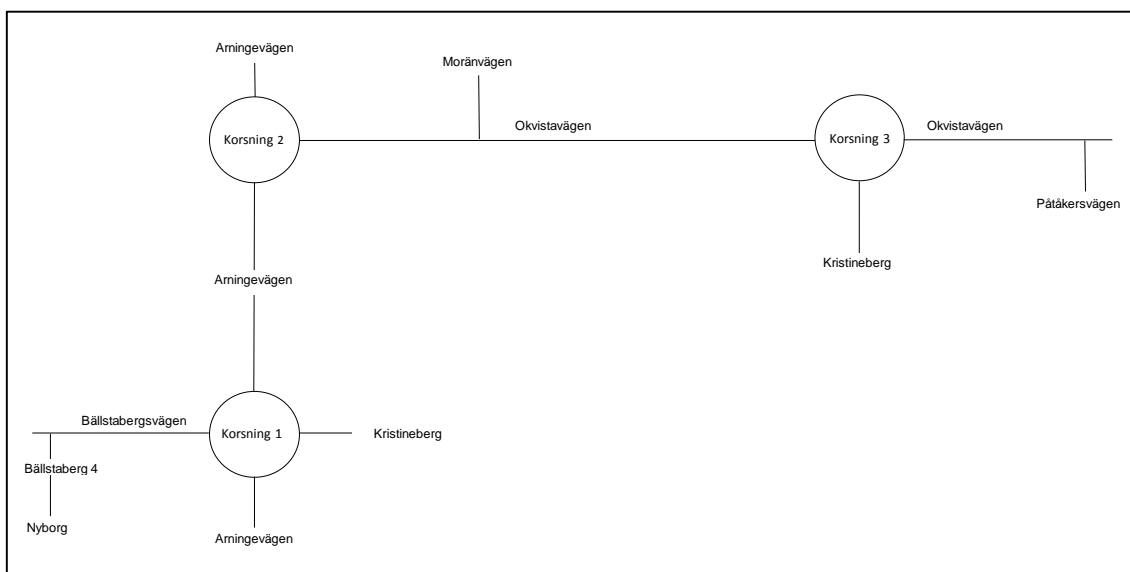 Arningevägen
Moränvägen
Okvistavägen
Okvistavägen
Korsning 2
Korsning 3
Påtåkersvägen
Kristineberg
Arningevägen
Bällstabergsvägen
Korsning 1
Kristineberg
Bällstaberg 4
Nyborg
Arningevägen